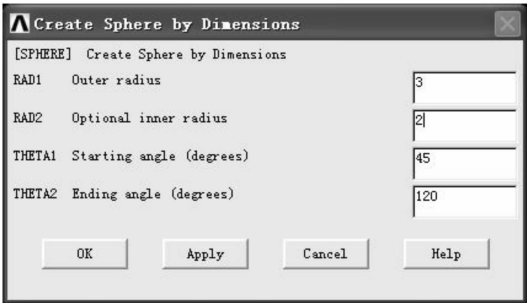 Create Sphere by Dimensions
[SPHERE] Create Sphere by Dimensions
RAD1 Outer radius 3
RAD2 Optional inner radius 2
THETA1 Starting angle (degrees) 45
THETA2 Ending angle (degrees) 120
OK Apply Cancel Help